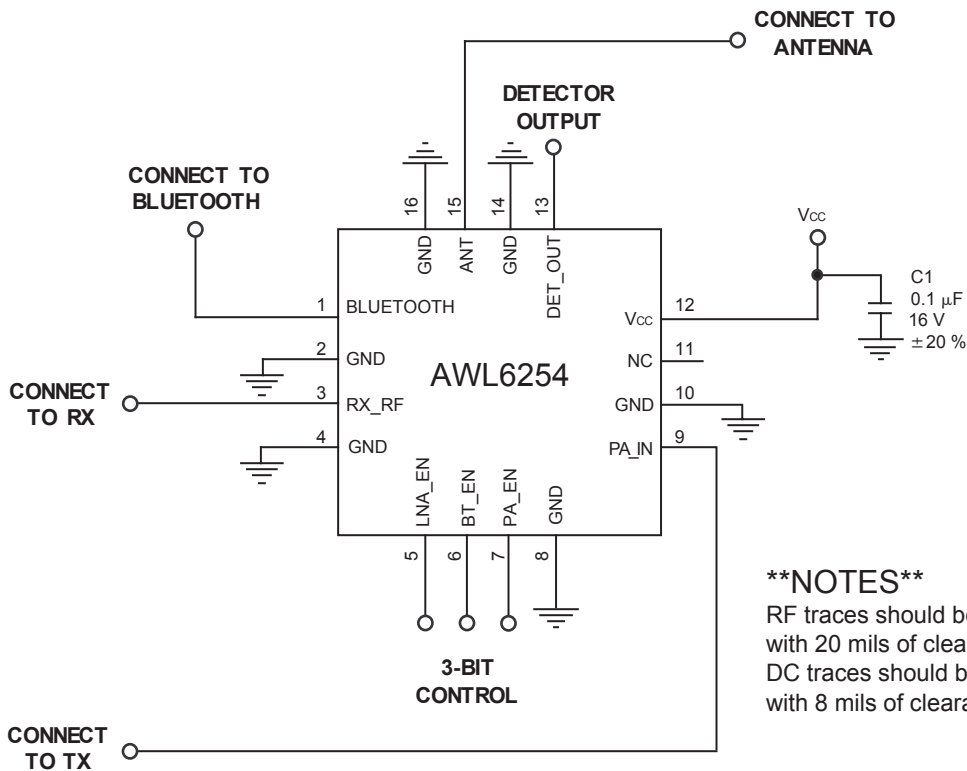 CONNECT TO
ANTENNA
DETECTOR
OUTPUT
CONNECT TO
BLUETOOTH
16
15
14
13
GND
ANT
GND
DET_OUT
Vcc
C1
0.1 µF
16 V
±20 %
1
BLUETOOTH
12
Vcc
2
GND
11
NC
AWL6254
CONNECT
TO RX
3
RX_RF
10
GND
4
GND
9
PA_IN
LNA_EN
BT_EN
PA_EN
GND
5
6
7
8
3-BIT
CONTROL
**NOTES**
RF traces should
with 20 mils of
DC traces should
with 8 mils of
CONNECT
TO TX